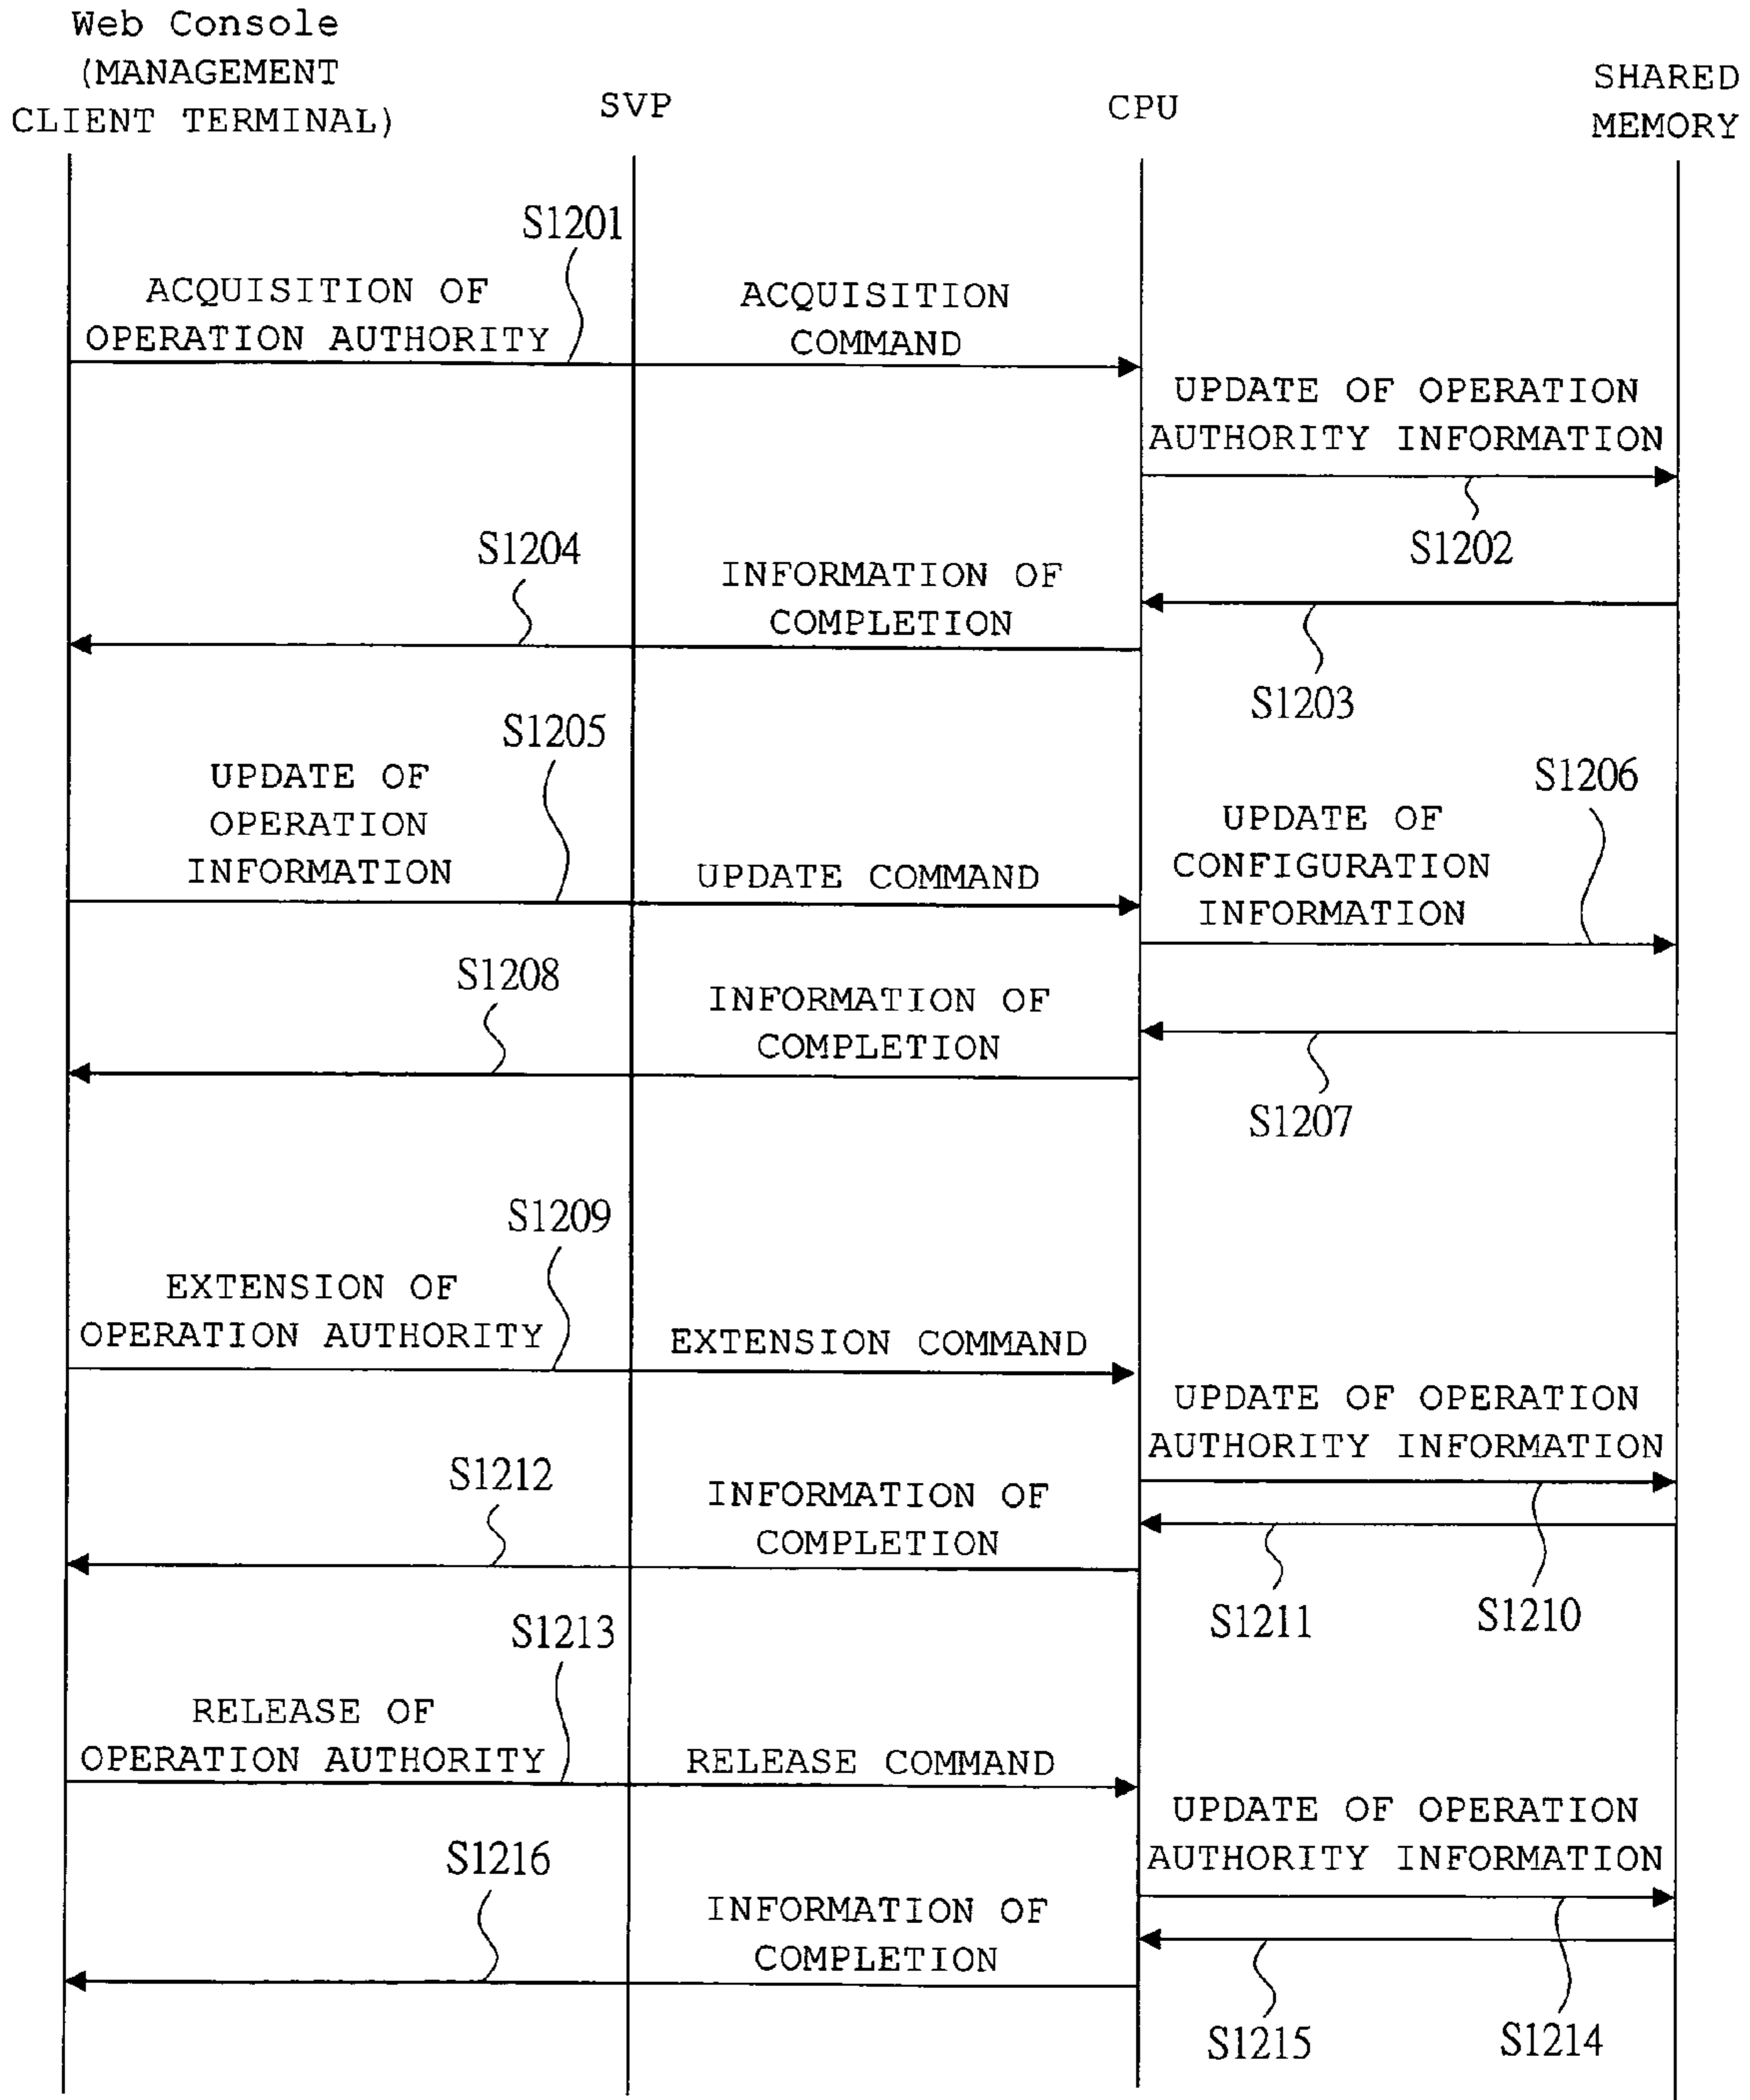 Web Console
(MANAGEMENT
CLIENT TERMINAL)
SVP
CPU
SHARED
MEMORY
S1201
ACQUISITION OF
OPERATION AUTHORITY
ACQUISITION
COMMAND
UPDATE OF OPERATION
AUTHORITY INFORMATION
S1202
S1204
INFORMATION OF
COMPLETION
S1203
S1205
UPDATE OF
OPERATION
INFORMATION
UPDATE COMMAND
S1206
UPDATE OF
CONFIGURATION
INFORMATION
S1208
INFORMATION OF
COMPLETION
S1207
S1209
EXTENSION OF
OPERATION AUTHORITY
EXTENSION COMMAND
UPDATE OF OPERATION
AUTHORITY INFORMATION
S1212
INFORMATION OF
COMPLETION
S1211
S1210
S1213
RELEASE OF
OPERATION AUTHORITY
RELEASE COMMAND
UPDATE OF OPERATION
AUTHORITY INFORMATION
S1216
INFORMATION OF
COMPLETION
S1215
S1214